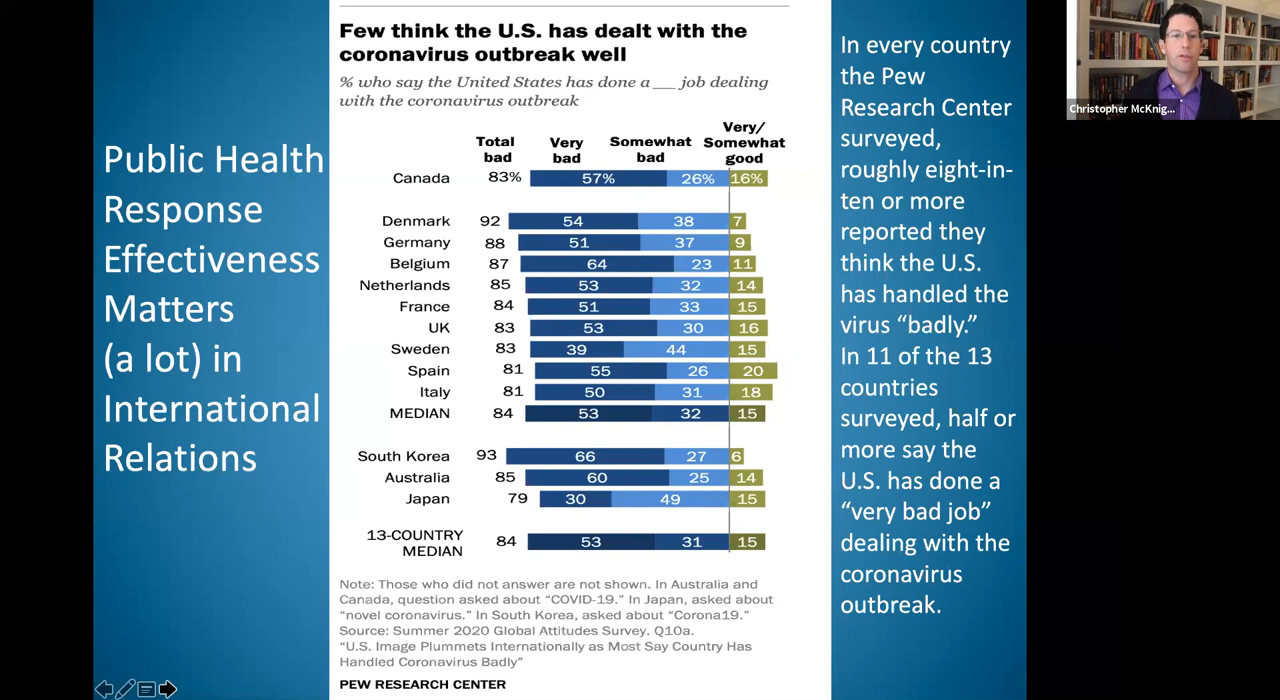 Public Health
Response
Effectiveness
Matters
(a lot) in
International
Relations
Few think the U.S. has dealt with the
coronavirus outbreak well
% who say the United States has done a __ job dealing
with the coronavirus outbreak
Total bad Very bad Somewhat bad Very/ Somewhat good
Canada 83% 57% 26% 16%
Denmark 92 54 38 7
Germany 88 51 37 9
Belgium 87 64 23 11
Netherlands 85 53 32 14
France 84 51 33 15
UK 83 53 30 16
Sweden 83 39 44 15
Spain 81 55 26 20
Italy 81 50 31 18
MEDIAN 84 53 32 15
South Korea 93 66 27 6
Australia 85 60 25 14
Japan 79 30 49 15
13-COUNTRY
MEDIAN 84 53 31 15
Note: Those who did not answer are not shown. In Australia and
Canada, question asked about “COVID-19.” In Japan, asked about
“novel coronavirus.” In South Korea, asked about “Corona19.”
Source: Summer 2020 Global Attitudes Survey. Q10a.
“U.S. Image Plummets Internationally as Most Say Country Has
Handled Coronavirus Badly”
PEW RESEARCH CENTER
In every country
the Pew
Research Center
surveyed,
roughly eight-in-
ten or more
reported they
think the U.S.
has handled the
virus “badly.”
In 11 of the 13
countries
surveyed, half or
more say the
U.S. has done a
“very bad job”
dealing with the
coronavirus
outbreak.
Christopher McKnig...